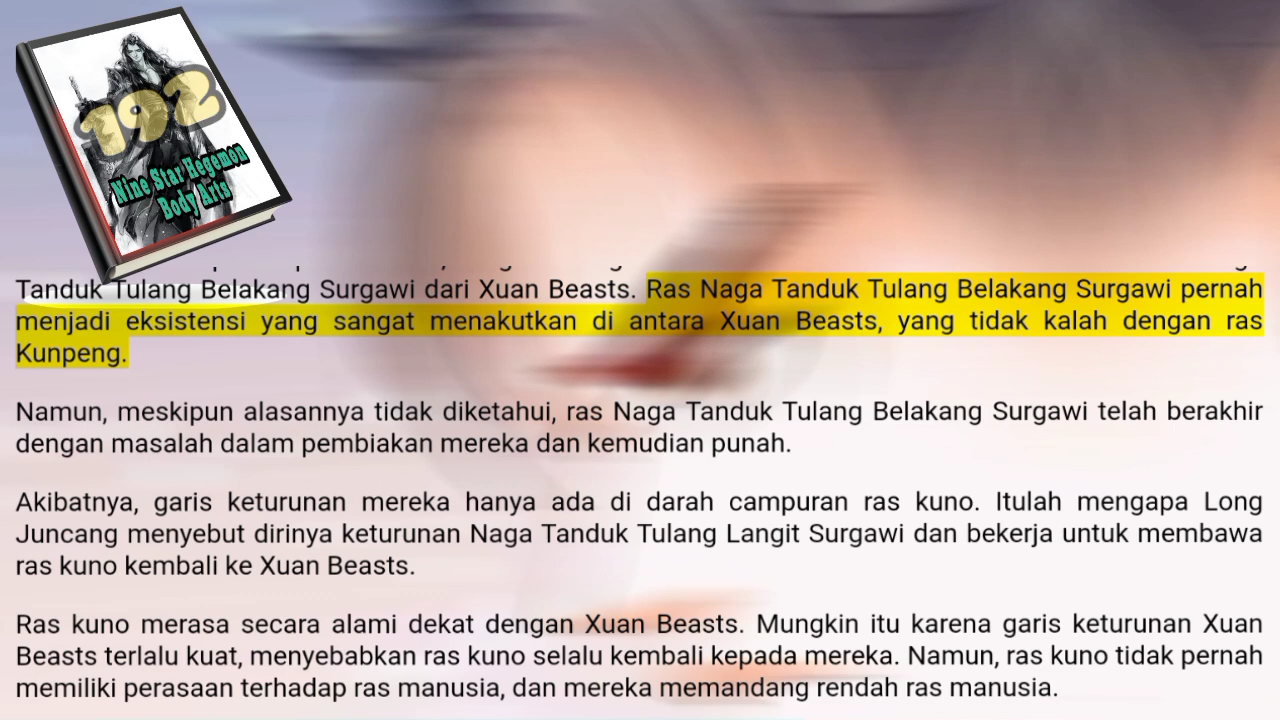 192
Nine Star Hegemon
Body Arts
Tanduk Tulang Belakang Surgawi dari Xuan Beasts. Ras Naga Tanduk Tulang Belakang Surgawi pernah
menjadi eksistensi yang sangat menakutkan di antara Xuan Beasts, yang tidak kalah dengan ras
Kunpeng.
Namun, meskipun alasannya tidak diketahui, ras Naga Tanduk Tulang Belakang Surgawi telah berakhir
dengan masalah dalam pembiakan mereka dan kemudian punah.
Akibatnya, garis keturunan mereka hanya ada di darah campuran ras kuno. Itulah mengapa Long
Juncang menyebut dirinya keturunan Naga Tanduk Tulang Langit Surgawi dan bekerja untuk membawa
ras kuno kembali ke Xuan Beasts.
Ras kuno merasa secara alami dekat dengan Xuan Beasts. Mungkin itu karena garis keturunan Xuan
Beasts terlalu kuat, menyebabkan ras kuno selalu kembali kepada mereka. Namun, ras kuno tidak pernah
memiliki perasaan terhadap ras manusia, dan mereka memandang rendah ras manusia.